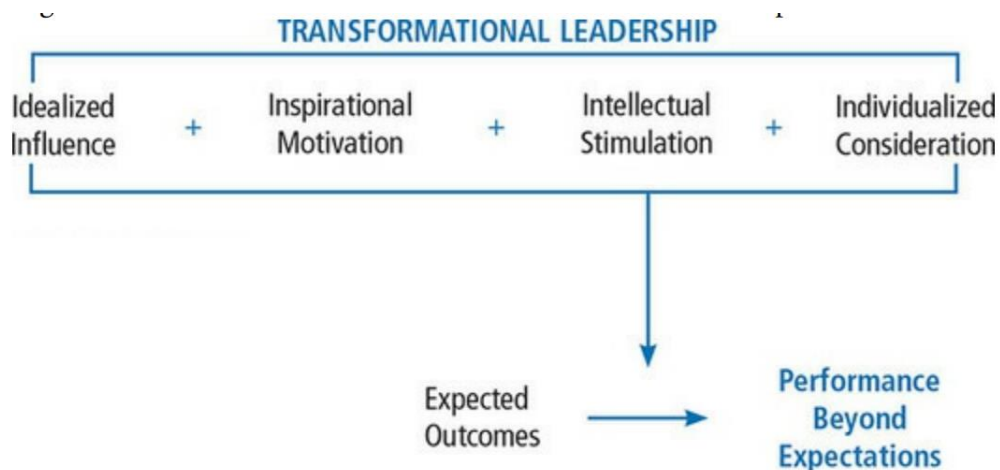 TRANSFORMATIONAL LEADERSHIP
Idealized
Influence
+
Inspirational
Motivation
+
Intellectual
Stimulation
+
Individualized
Consideration
Expected
Outcomes
Performance
Beyond
Expectations